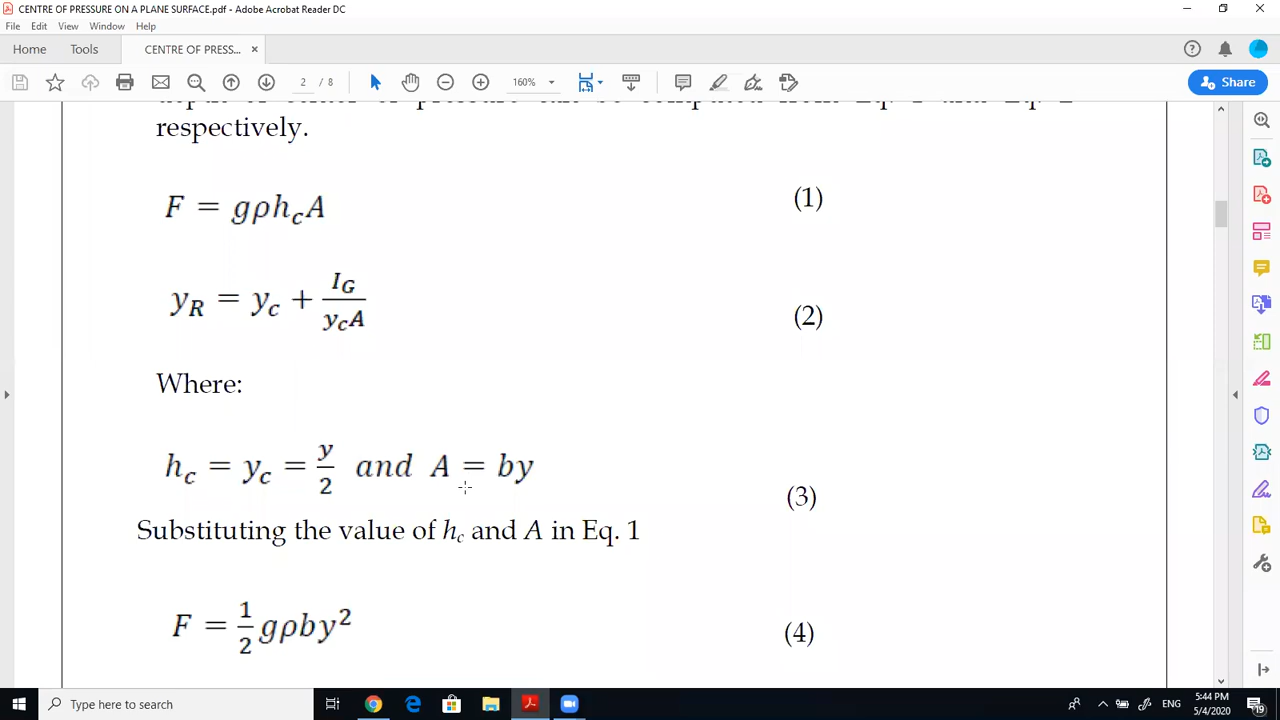 CENTRE OF PRESSURE ON A PLANE SURFACE.pdf - Adobe Acrobat Reader DC
File Edit View Window Help
Home Tools CENTRE OF PRESS... ×
2 / 8 160% Share
respectively.
F = gρh_cA (1)
y_R = y_c + I_G / y_cA (2)
Where:
h_c = y_c = y/2 and A = by (3)
Substituting the value of h_c and A in Eq. 1
F = 1/2 gρby² (4)
Type here to search
ENG
5:44 PM
5/4/2020
19